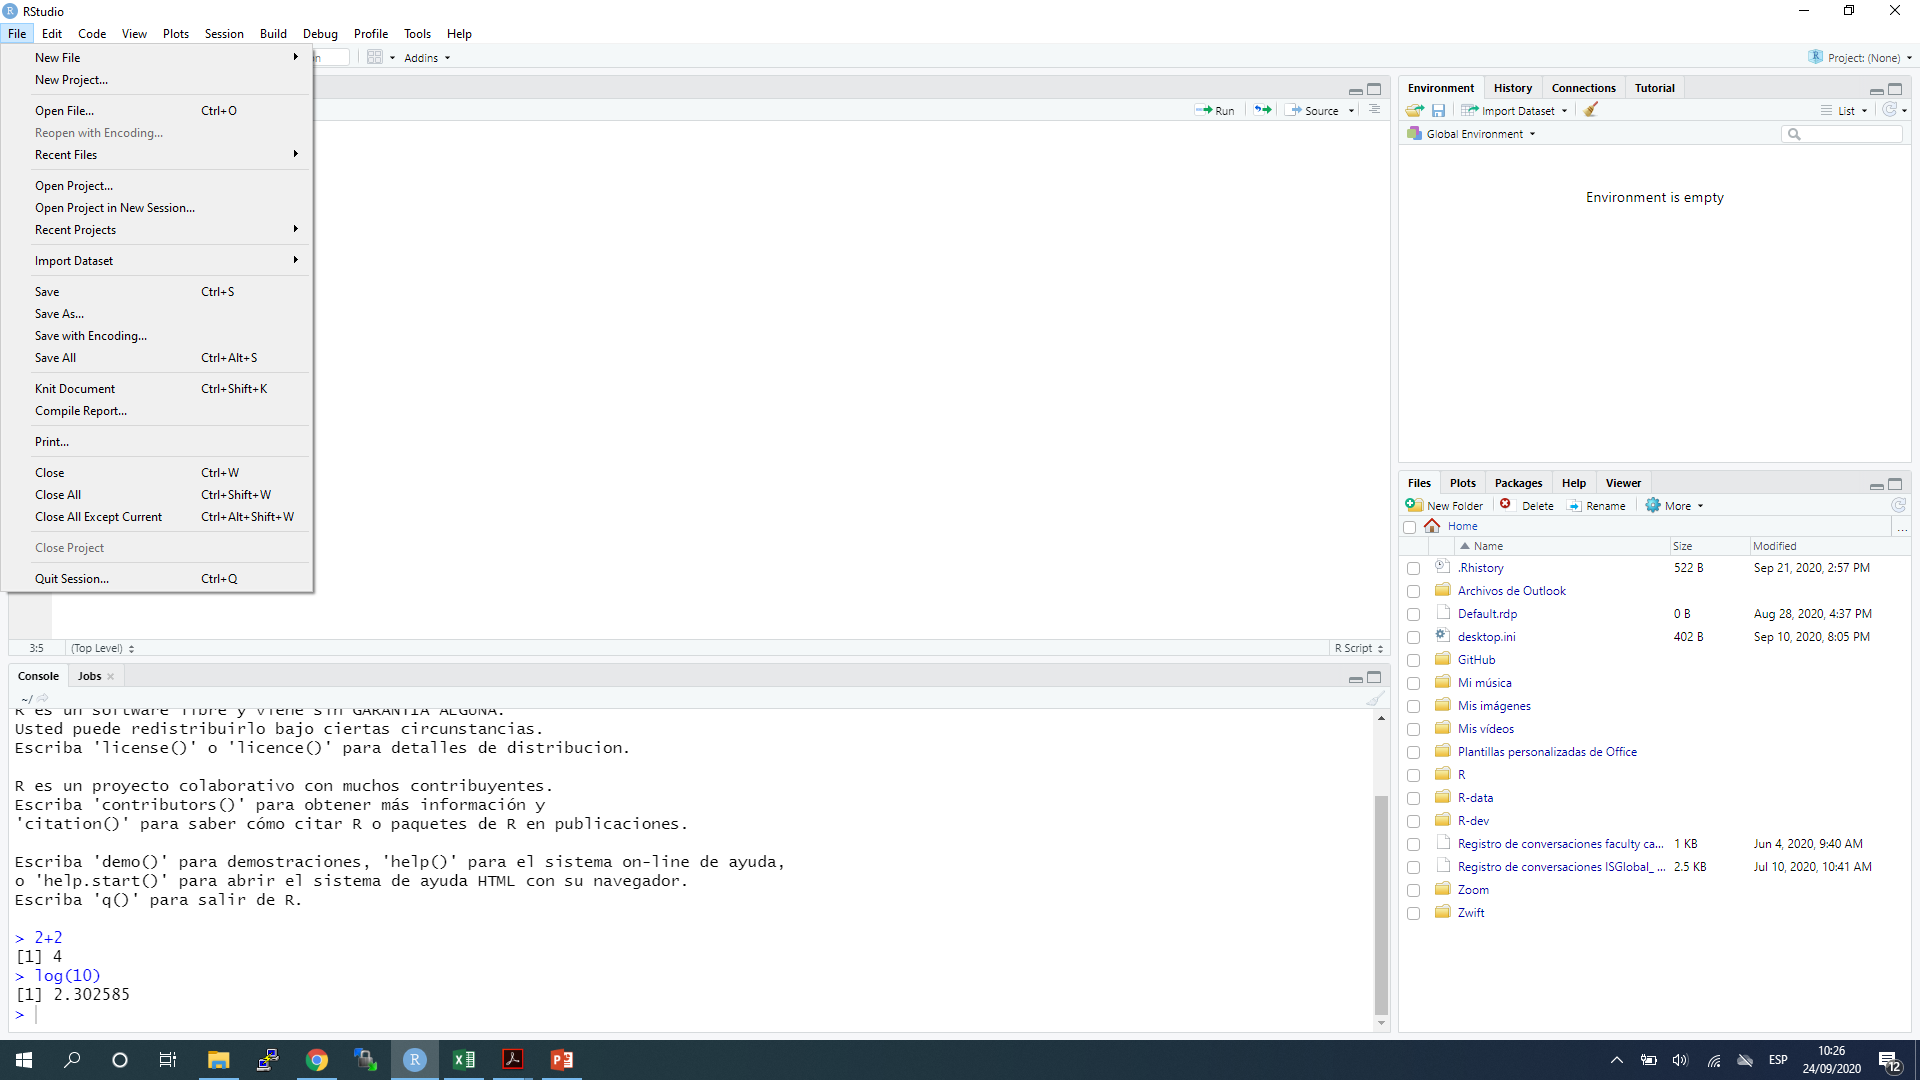 RStudio
File Edit Code View Plots Session Build Debug Profile Tools Help
Addins
Project: (None)
New File
New Project...
Open File... Ctrl+O
Reopen with Encoding...
Recent Files
Open Project...
Open Project in New Session...
Recent Projects
Import Dataset
Save Ctrl+S
Save As...
Save with Encoding...
Save All Ctrl+Alt+S
Knit Document Ctrl+Shift+K
Compile Report...
Print...
Close Ctrl+W
Close All Ctrl+Shift+W
Close All Except Current Ctrl+Alt+Shift+W
Close Project
Quit Session... Ctrl+Q
Run Source
3:5 (Top Level) R Script
Console Jobs
~/
R es un software libre y viene sin GARANTIA ALGUNA.
Usted puede redistribuirlo bajo ciertas circunstancias.
Escriba 'license()' o 'licence()' para detalles de distribucion.
R es un proyecto colaborativo con muchos contribuyentes.
Escriba 'contributors()' para obtener más información y
'citation()' para saber cómo citar R o paquetes de R en publicaciones.
Escriba 'demo()' para demostraciones, 'help()' para el sistema on-line de ayuda,
o 'help.start()' para abrir el sistema de ayuda HTML con su navegador.
Escriba 'q()' para salir de R.
> 2+2
[1] 4
> log(10)
[1] 2.302585
>
Environment History Connections Tutorial
Import Dataset List
Global Environment
Environment is empty
Files Plots Packages Help Viewer
New Folder Delete Rename More
Home ...
Name Size Modified
.Rhistory 522 B Sep 21, 2020, 2:57 PM
Archivos de Outlook
Default.rdp 0 B Aug 28, 2020, 4:37 PM
desktop.ini 402 B Sep 10, 2020, 8:05 PM
GitHub
Mi música
Mis imágenes
Mis vídeos
Plantillas personalizadas de Office
R
R-data
R-dev
Registro de conversaciones faculty ca... 1 KB Jun 4, 2020, 9:40 AM
Registro de conversaciones ISGlobal_ ... 2.5 KB Jul 10, 2020, 10:41 AM
Zoom
Zwift
ESP
10:26
24/09/2020
12